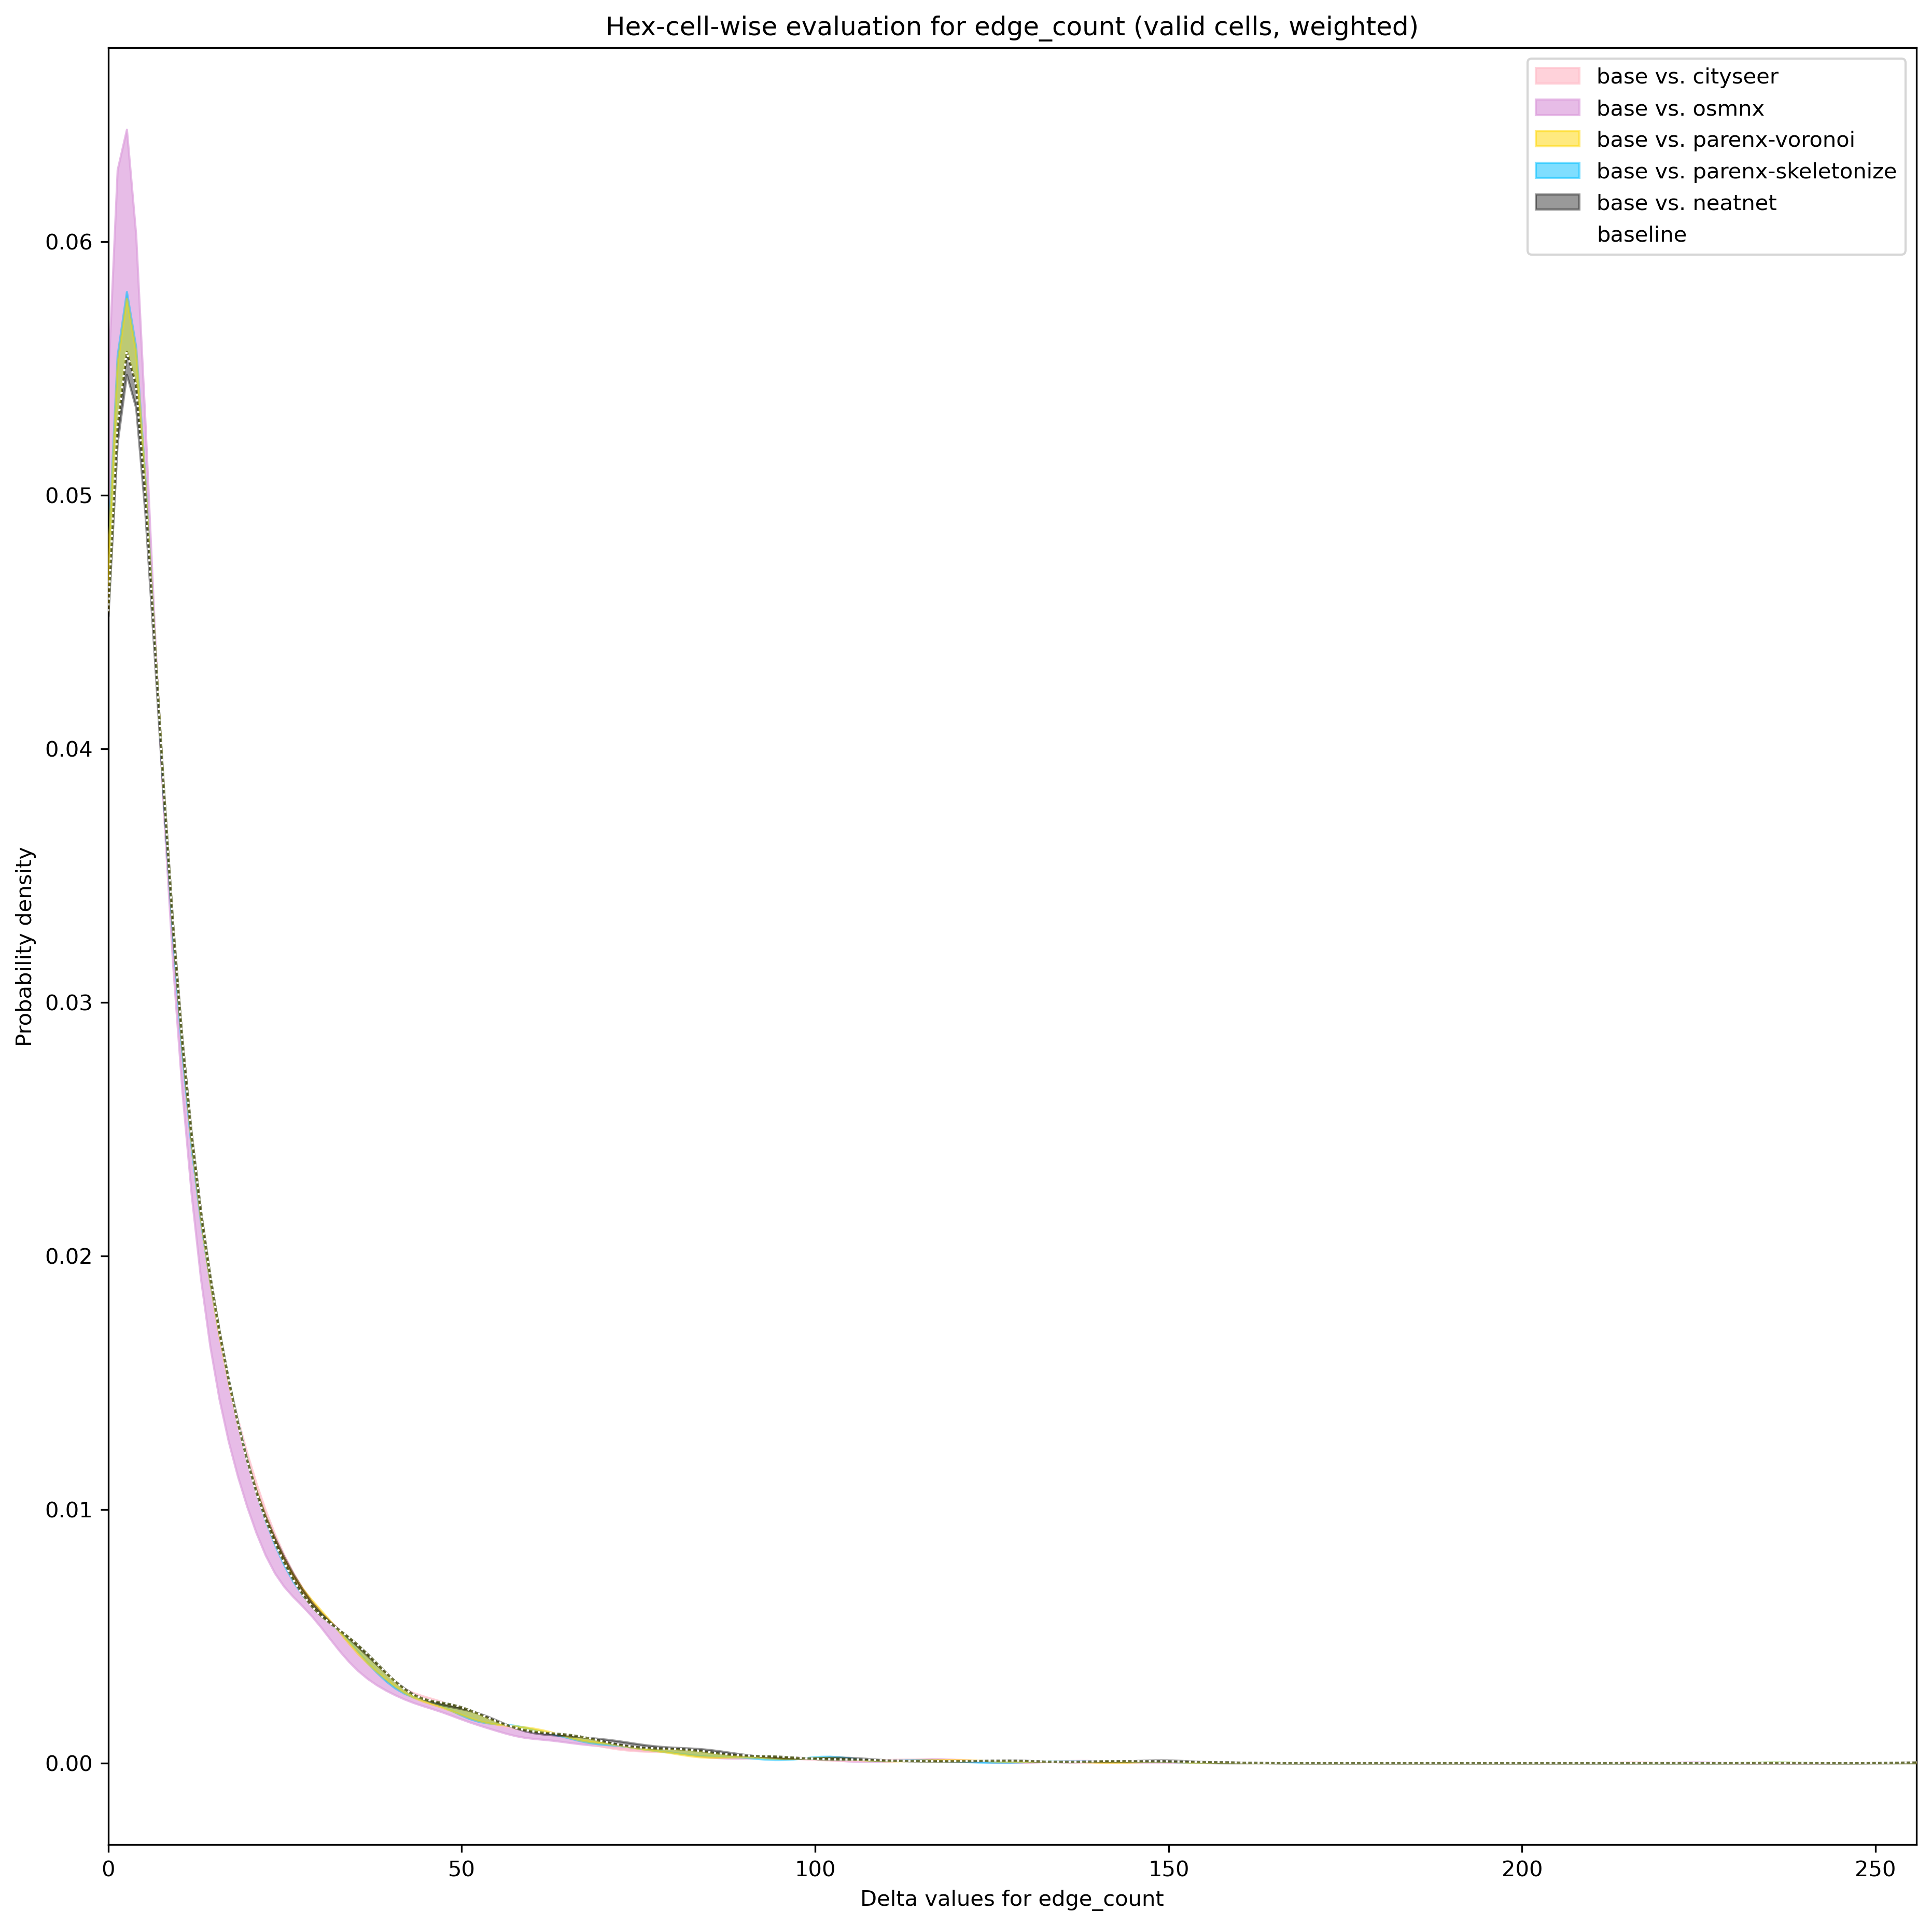 Hex-cell-wise evaluation for edge_count (valid cells, weighted)
base vs. cityseer
base vs. osmnx
base vs. parenx-voronoi
base vs. parenx-skeletonize
base vs. neatnet
baseline
Probability density
0.06
0.05
0.04
0.03
0.02
0.01
0.00
0 50 100 150 200 250
Delta values for edge_count